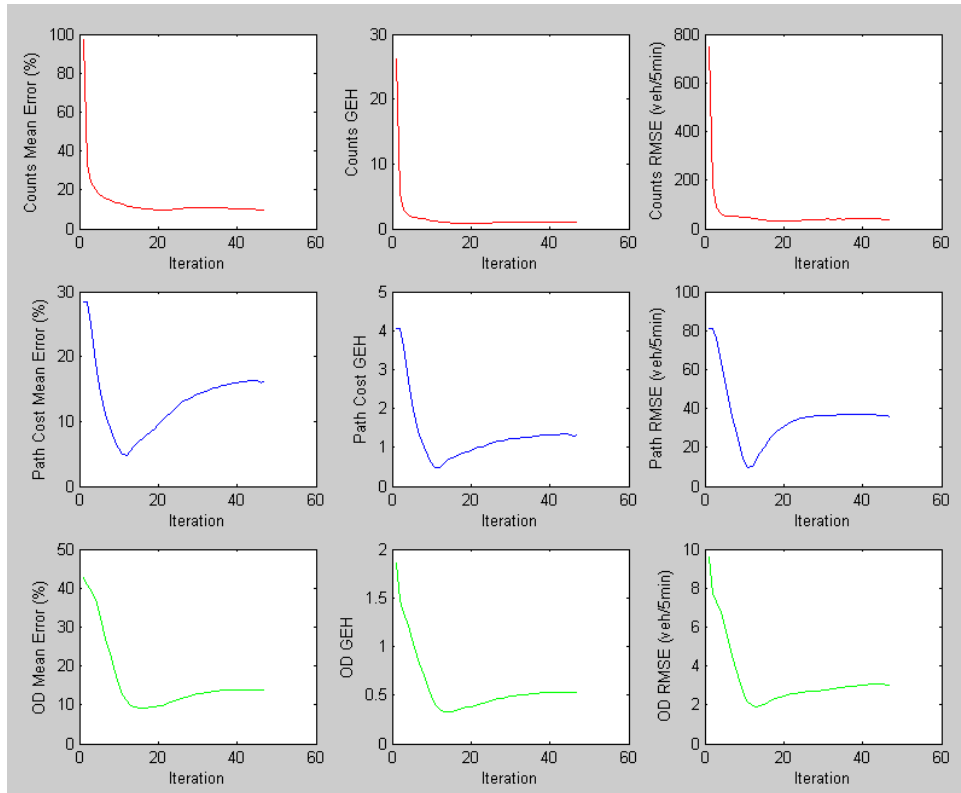 Counts Mean Error (%)
100
80
60
40
20
0
0 20 40 60
Iteration
Counts GEH
30
20
10
0
0 20 40 60
Iteration
Counts RMSE (veh/5min)
800
600
400
200
0
0 20 40 60
Iteration
Path Cost Mean Error (%)
30
20
10
0
0 20 40 60
Iteration
Path Cost GEH
5
4
3
2
1
0
0 20 40 60
Iteration
Path RMSE (veh/5min)
100
80
60
40
20
0
0 20 40 60
Iteration
OD Mean Error (%)
50
40
30
20
10
0
0 20 40 60
Iteration
OD GEH
2
1.5
1
0.5
0
0 20 40 60
Iteration
OD RMSE (veh/5min)
10
8
6
4
2
0
0 20 40 60
Iteration